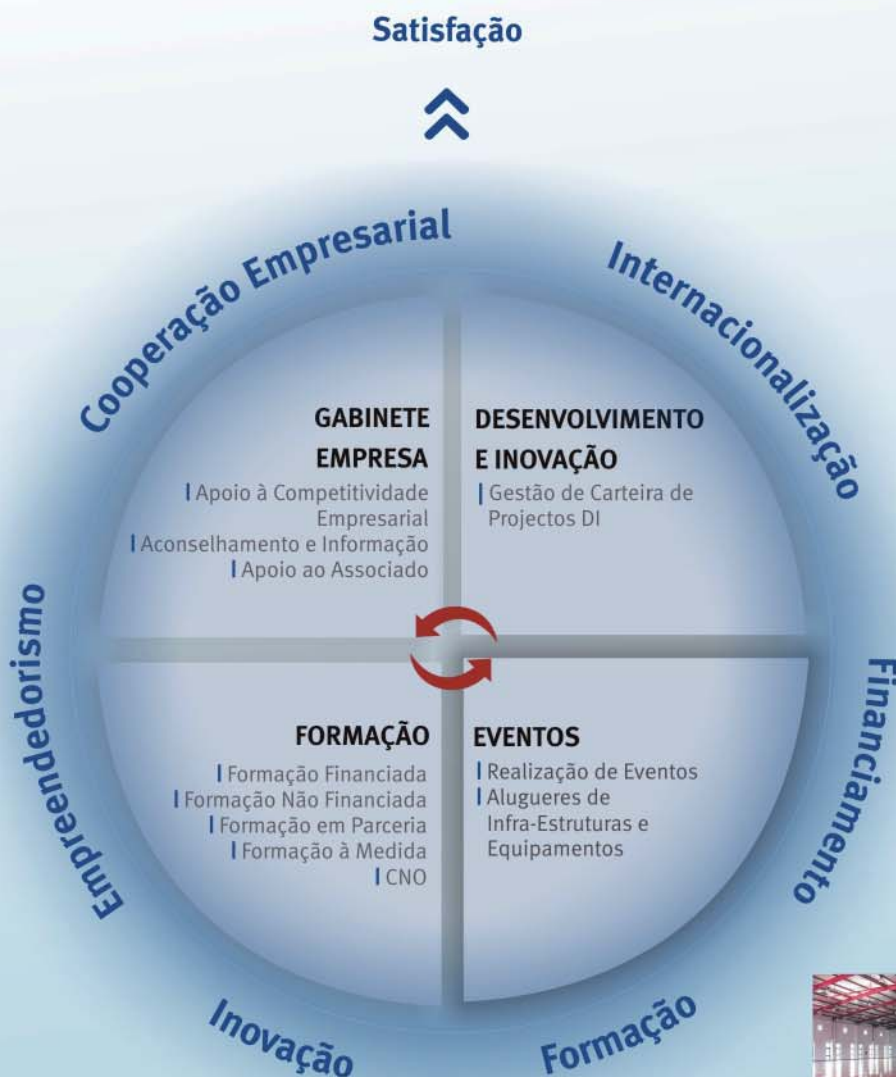 Satisfação
Cooperação Empresarial
Internacionalização
GABINETE
EMPRESA
| Apoio à Competitividade
Empresarial
| Aconselhamento e Informação
| Apoio ao Associado
DESENVOLVIMENTO
E INOVAÇÃO
| Gestão de Carteira de
Projectos DI
Empreendedorismo
Financiamento
FORMAÇÃO
| Formação Financiada
| Formação Não Financiada
| Formação em Parceria
| Formação à Medida
| CNO
EVENTOS
| Realização de Eventos
| Alugueres de
Infra-Estruturas e
Equipamentos
Inovação
Formação